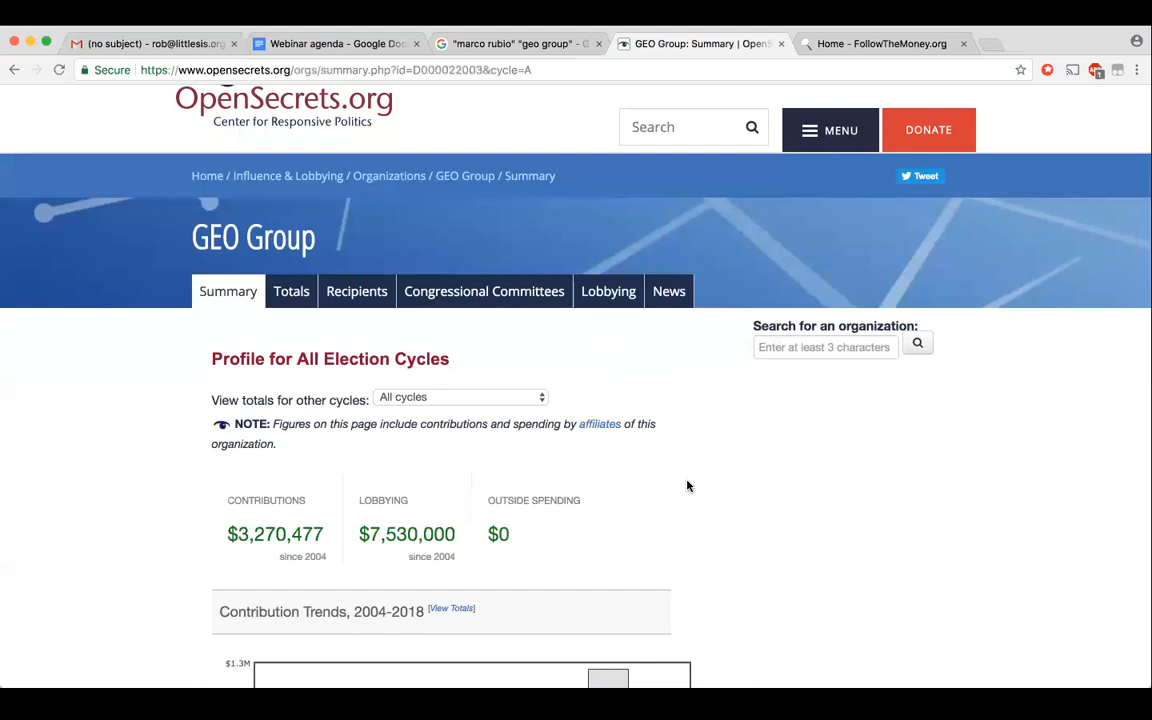 (no subject) - rob@littlesis.org
Webinar agenda - Google Doc
"marco rubio" "geo group" - G
GEO Group: Summary | OpenS
Home - FollowTheMoney.org
Secure https://www.opensecrets.org/orgs/summary.php?id=D000022003&cycle=A
OpenSecrets.org
Center for Responsive Politics
Search
MENU
DONATE
Home / Influence & Lobbying / Organizations / GEO Group / Summary
Tweet
GEO Group
Summary Totals Recipients Congressional Committees Lobbying News
Search for an organization:
Enter at least 3 characters
Profile for All Election Cycles
View totals for other cycles: All cycles
NOTE: Figures on this page include contributions and spending by affiliates of this
organization.
CONTRIBUTIONS LOBBYING OUTSIDE SPENDING
$3,270,477 $7,530,000 $0
since 2004 since 2004
Contribution Trends, 2004-2018 [View Totals]
$1.3M